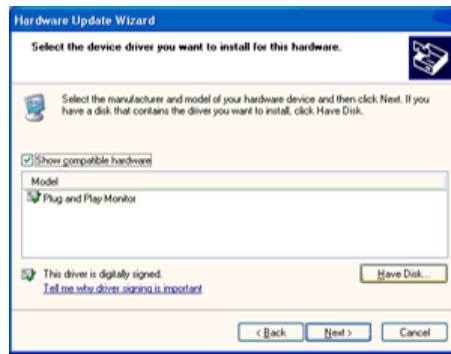 Hardware Update Wizard
Select the device driver you want to install for this hardware.
Select the manufacturer and model of your hardware device and then click Next. If you
have a disk that contains the driver you want to install, click Have Disk.
Show compatible hardware
Model
Plug and Play Monitor
This driver is digitally signed.
Have Disk...
Tell me why driver signing is important
< Back
Next >
Cancel